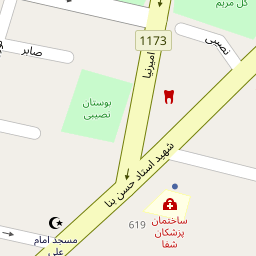 گل مریم
نصیبی
صابر
1173
امیرنیا
بوستان
نصیبی
شهید استاد حسن بنا
619
ساختمان
پزشکان
شفا
مسجد امام
علی